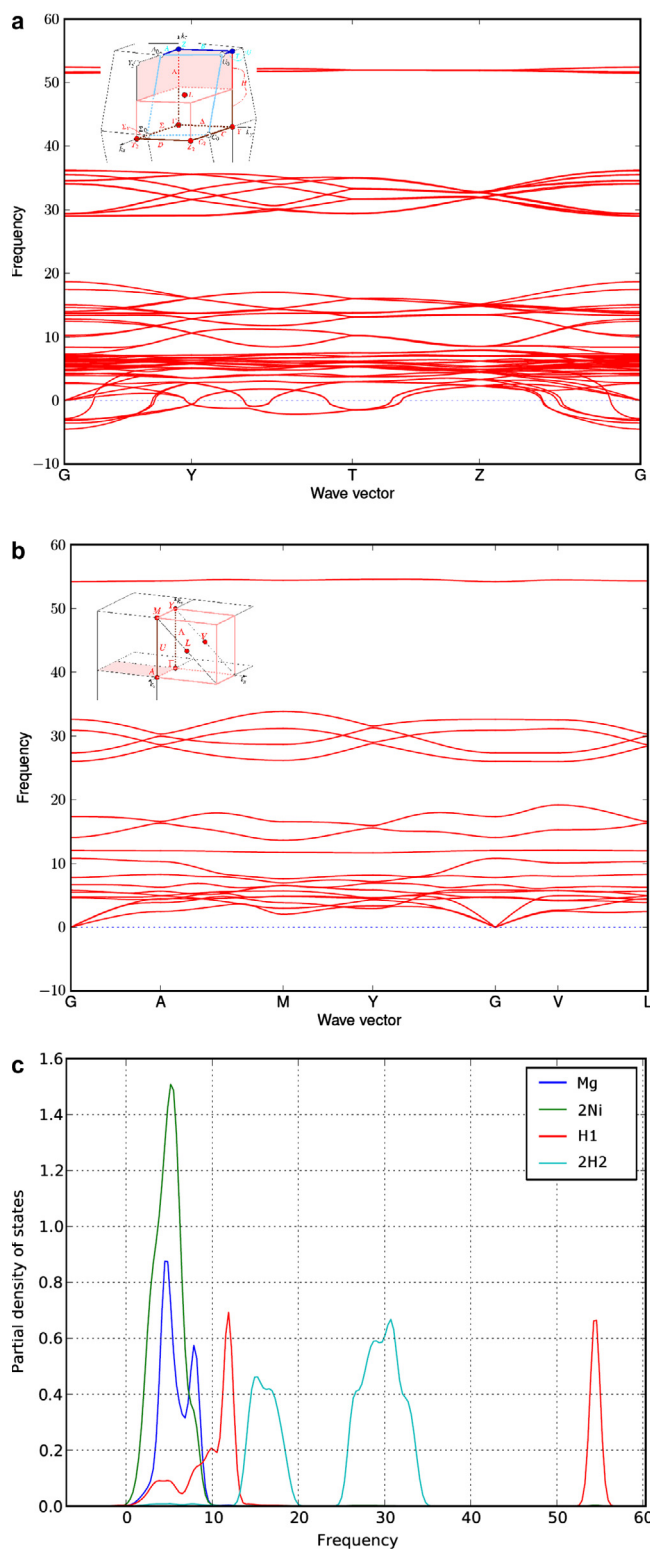 a
60
50
40
30
20
10
0
−10
Frequency
G Y T Z G
Wave vector
b
60
50
40
30
20
10
0
−10
Frequency
M Y
Λ V
U L
A Γ
G A M Y G V L
Wave vector
c
1.6
1.4
1.2
1.0
0.8
0.6
0.4
0.2
0.0
Partial density of states
Mg
2Ni
H1
2H2
0 10 20 30 40 50 60
Frequency